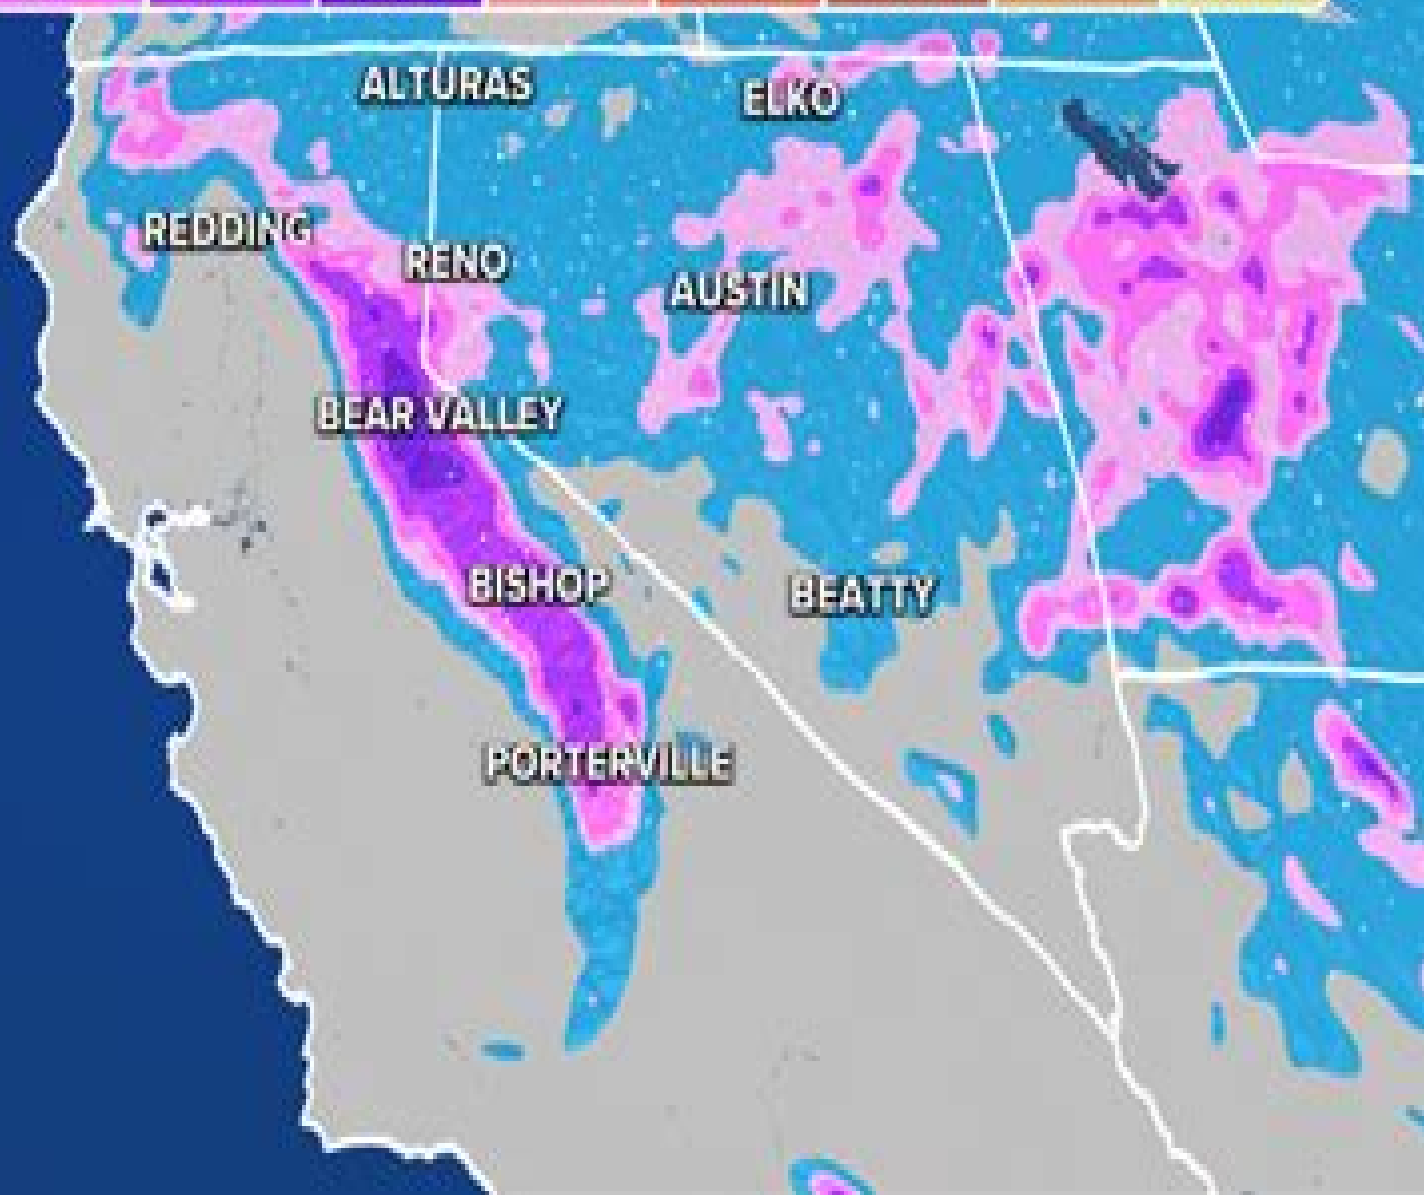 ALTURAS
ELKO
REDDING
RENO
AUSTIN
BEAR VALLEY
BISHOP
BEATTY
PORTERVILLE